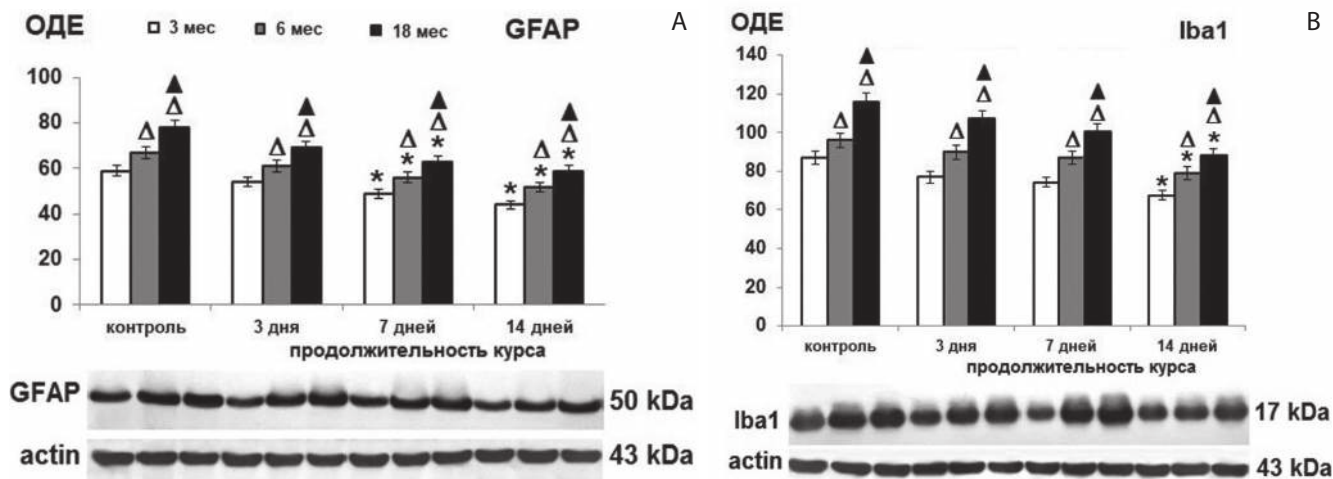 ОДЕ 3 мес 6 мес 18 мес GFAP A
100
80
60
40
20
0
* * * * * *
контроль 3 дня 7 дней 14 дней
продолжительность курса
GFAP 50 kDa
actin 43 kDa
ОДЕ Iba1 B
140
120
100
80
60
40
20
0
* * *
контроль 3 дня 7 дней 14 дней
продолжительность курса
Iba1 17 kDa
actin 43 kDa